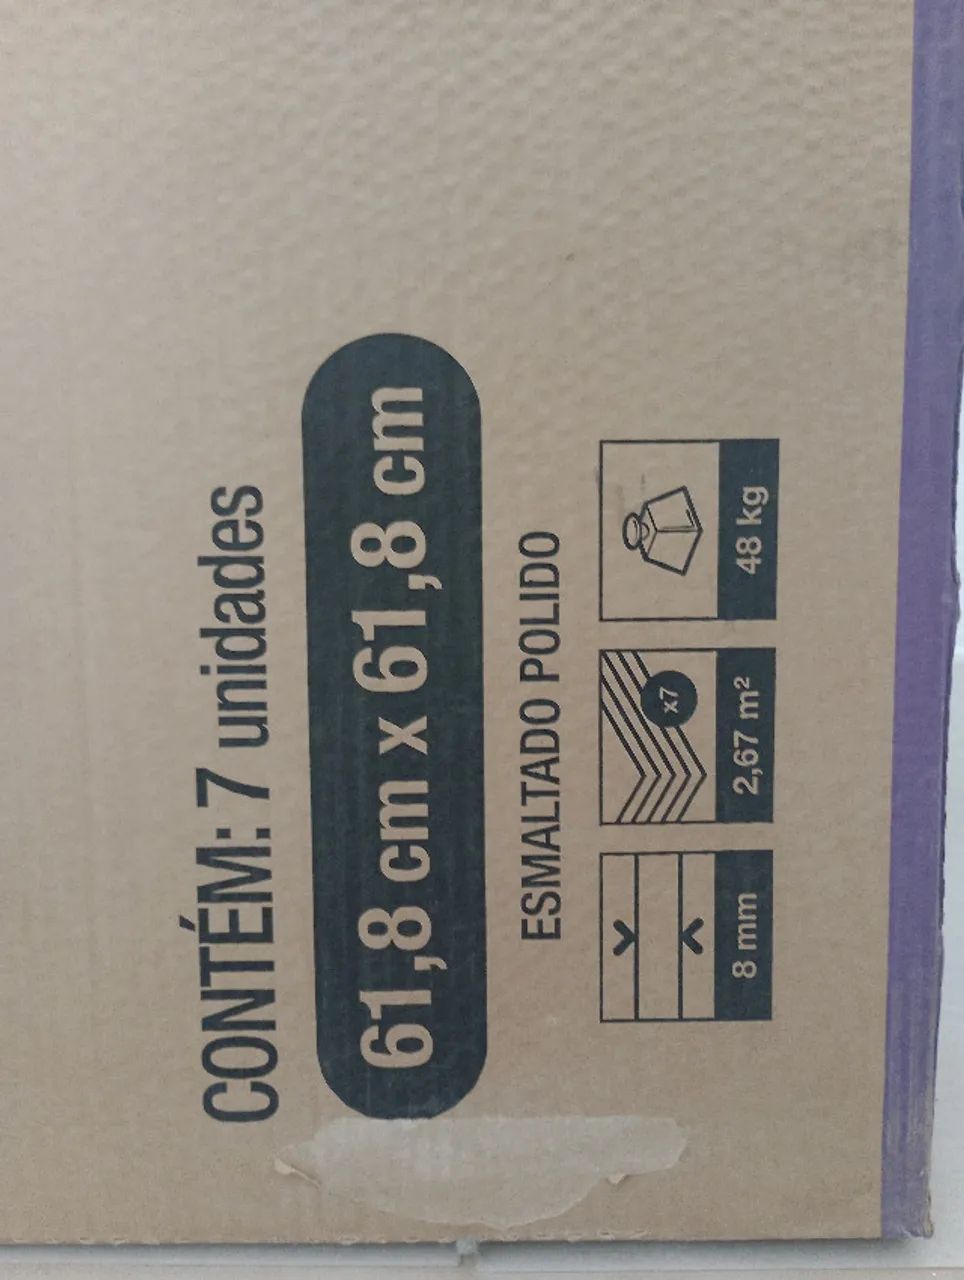 CONTÉM: 7 unidades
61,8 cm x 61,8 cm
ESMALTADO POLIDO
8 mm
x7
2,67 m²
48 kg